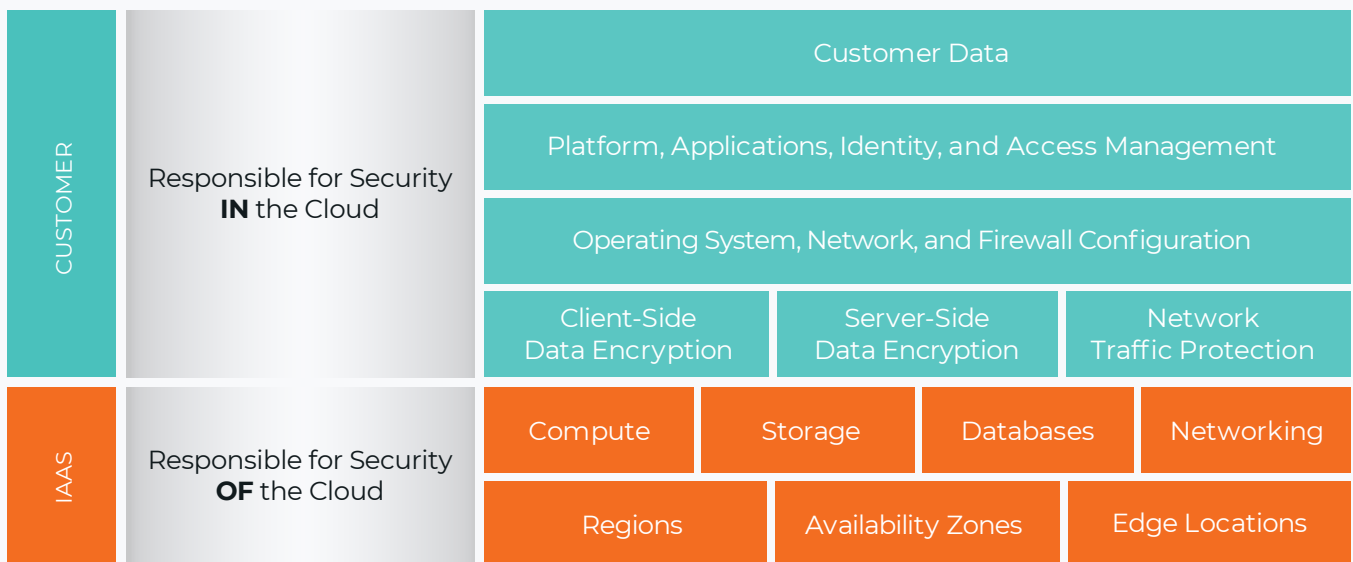 CUSTOMER
Responsible for Security
IN the Cloud
Customer Data
Platform, Applications, Identity, and Access Management
Operating System, Network, and Firewall Configuration
Client-Side
Data Encryption
Server-Side
Data Encryption
Network
Traffic Protection
IAAS
Responsible for Security
OF the Cloud
Compute
Storage
Databases
Networking
Regions
Availability Zones
Edge Locations